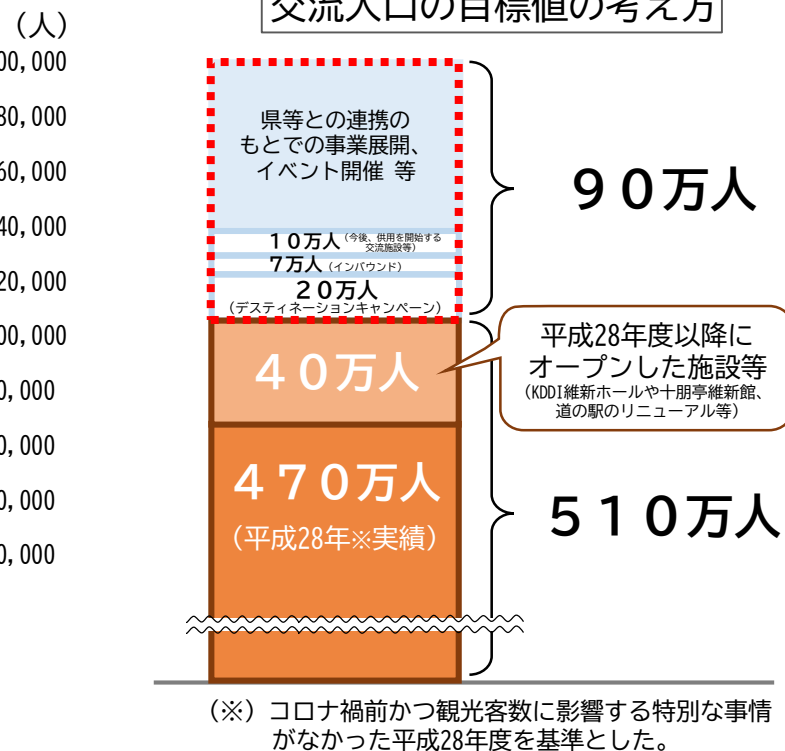 交流人口の目標値の考え方
（人）
00,000
80,000
60,000
40,000
20,000
00,000
0,000
0,000
0,000
0,000
県等との連携の
もとでの事業展開、
イベント開催 等
１０万人（今後、供用を開始する
交流施設等）
７万人（インバウンド）
２０万人
（デスティネーションキャンペーン）
９０万人
４０万人
平成28年度以降に
オープンした施設等
（KDDI維新ホールや十朋亭維新館、
道の駅のリニューアル等）
４７０万人
（平成28年※実績）
５１０万人
（※）コロナ禍前かつ観光客数に影響する特別な事情
がなかった平成28年度を基準とした。